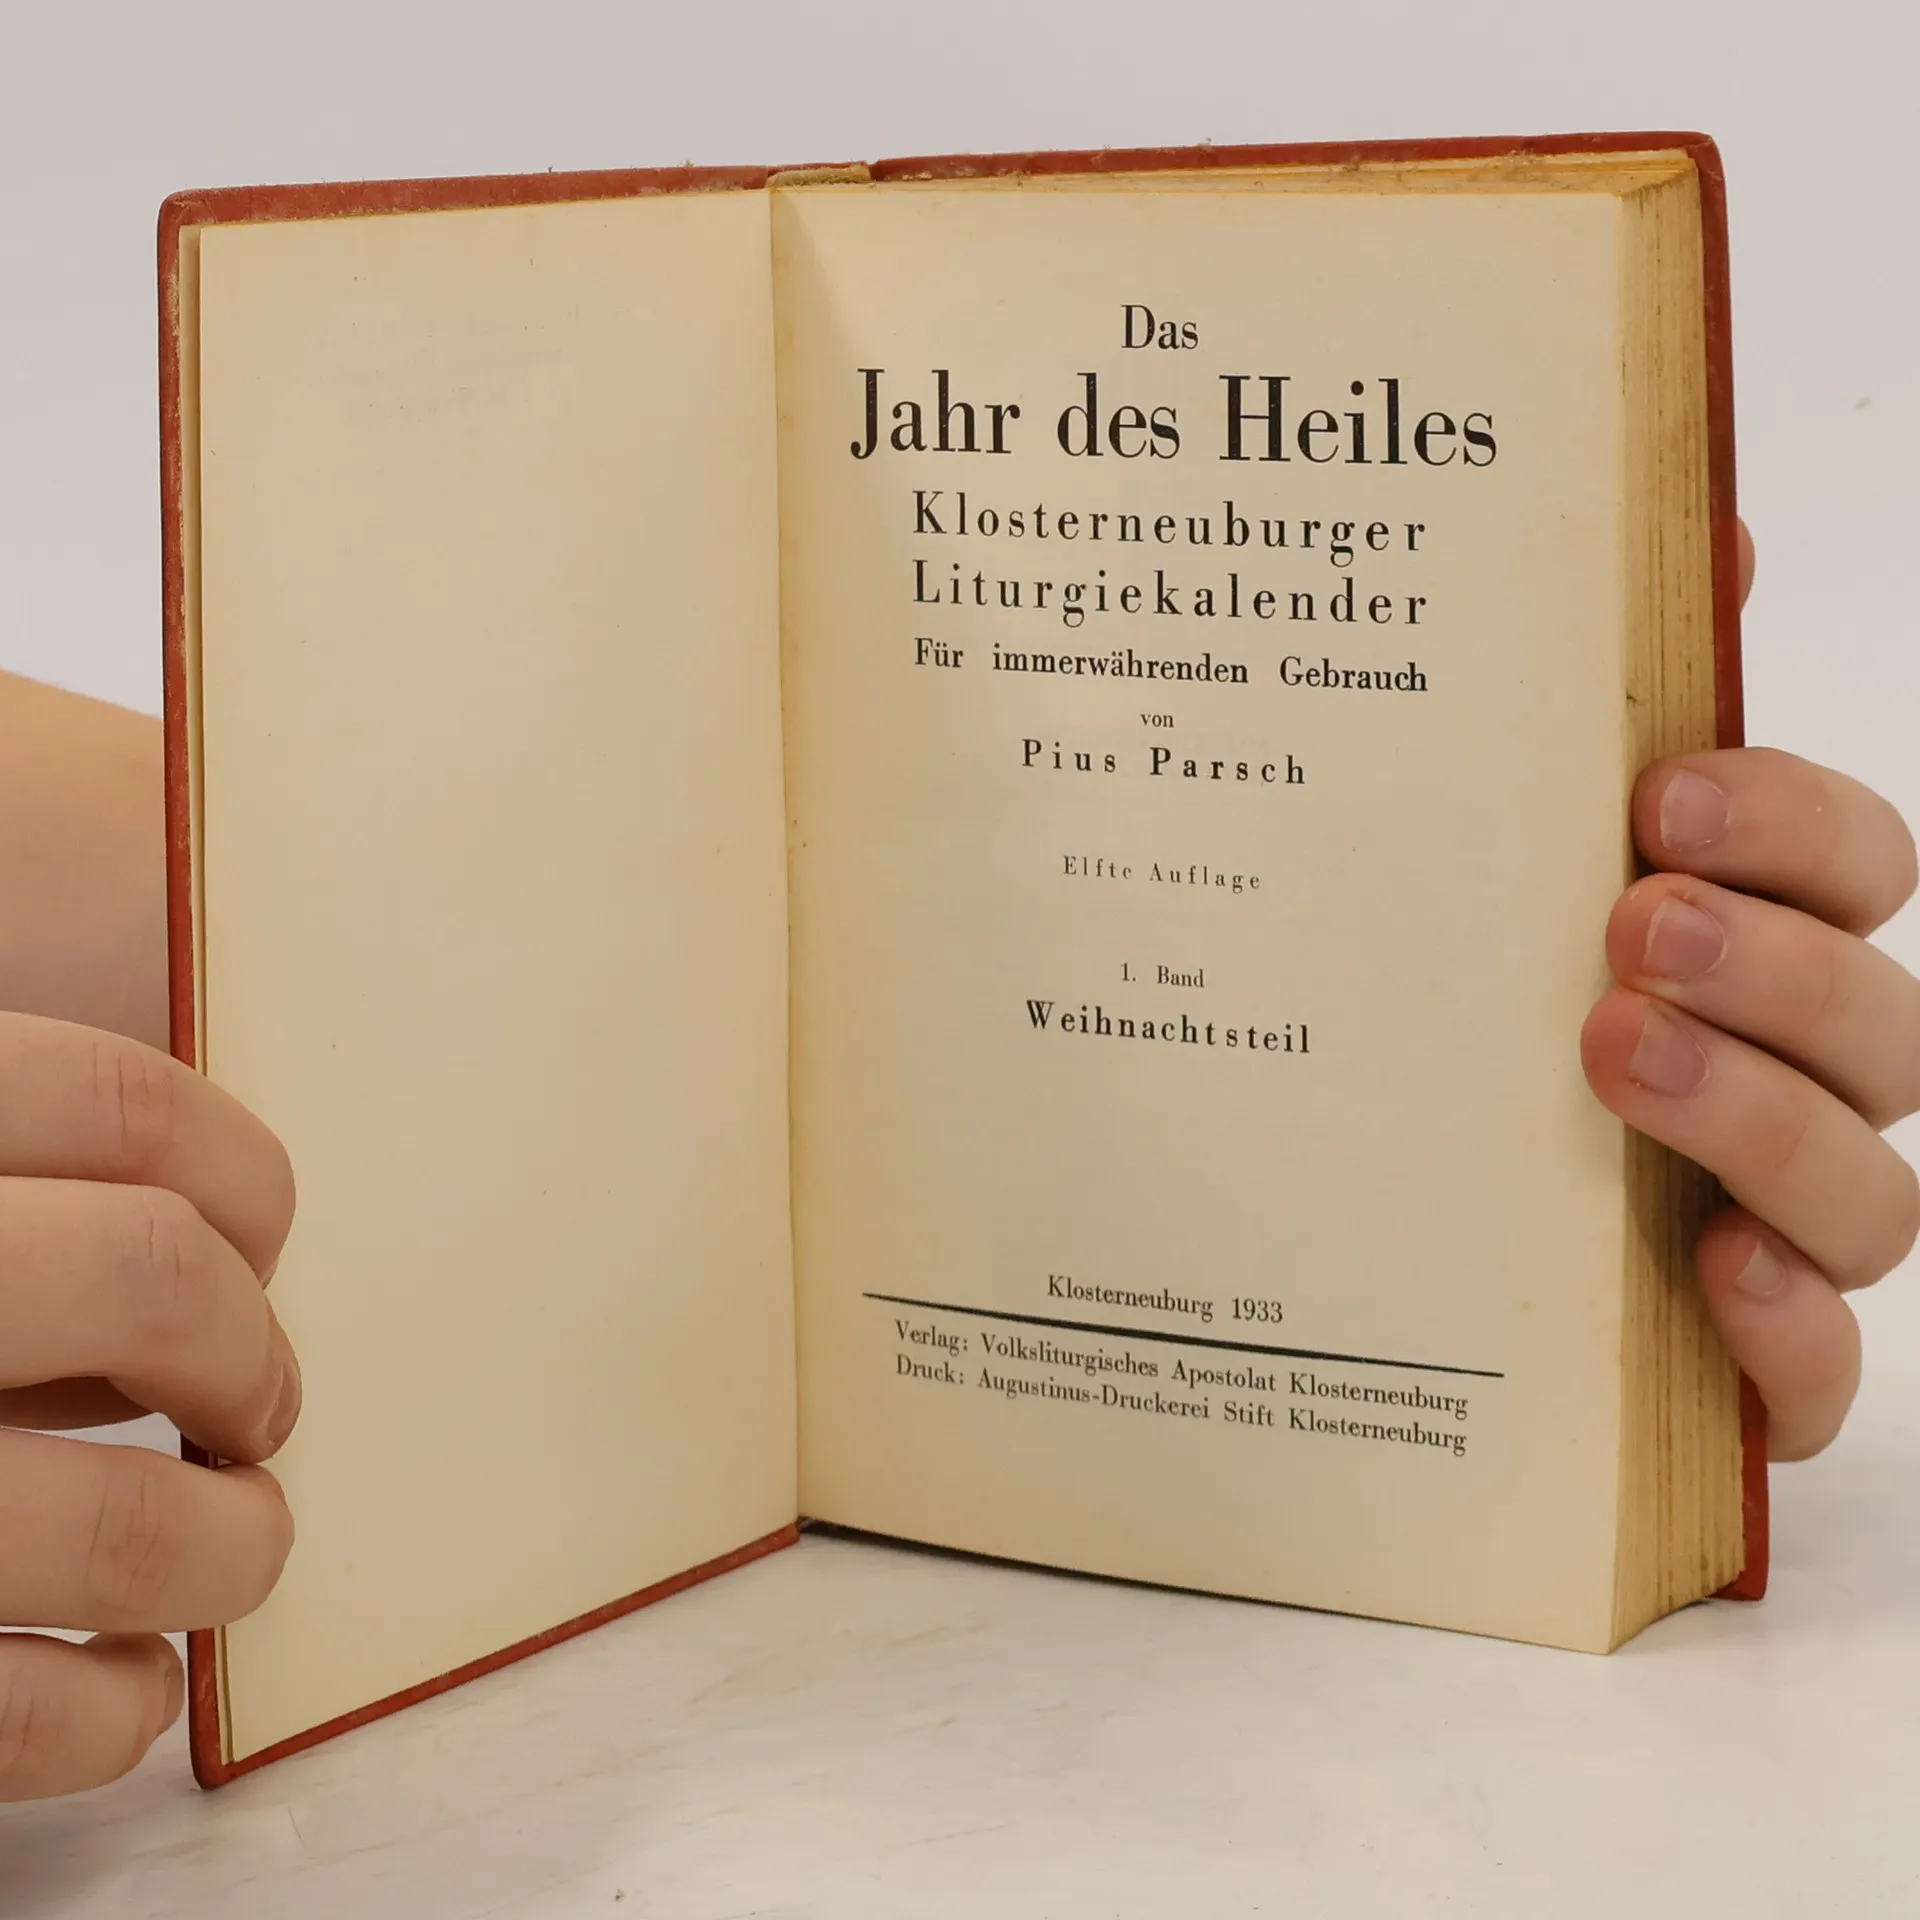 Das
Jahr des Heiles
Klosterneuburger
Liturgiekalender
Für immerwährenden Gebrauch
von
Pius Parsch
Elfte Auflage
1. Band
Weihnachtsteil
Klosterneuburg 1933
Verlag: Volksliturgisches Apostolat Klosterneuburg
Druck: Augustinus-Druckerei Stift Klosterneuburg